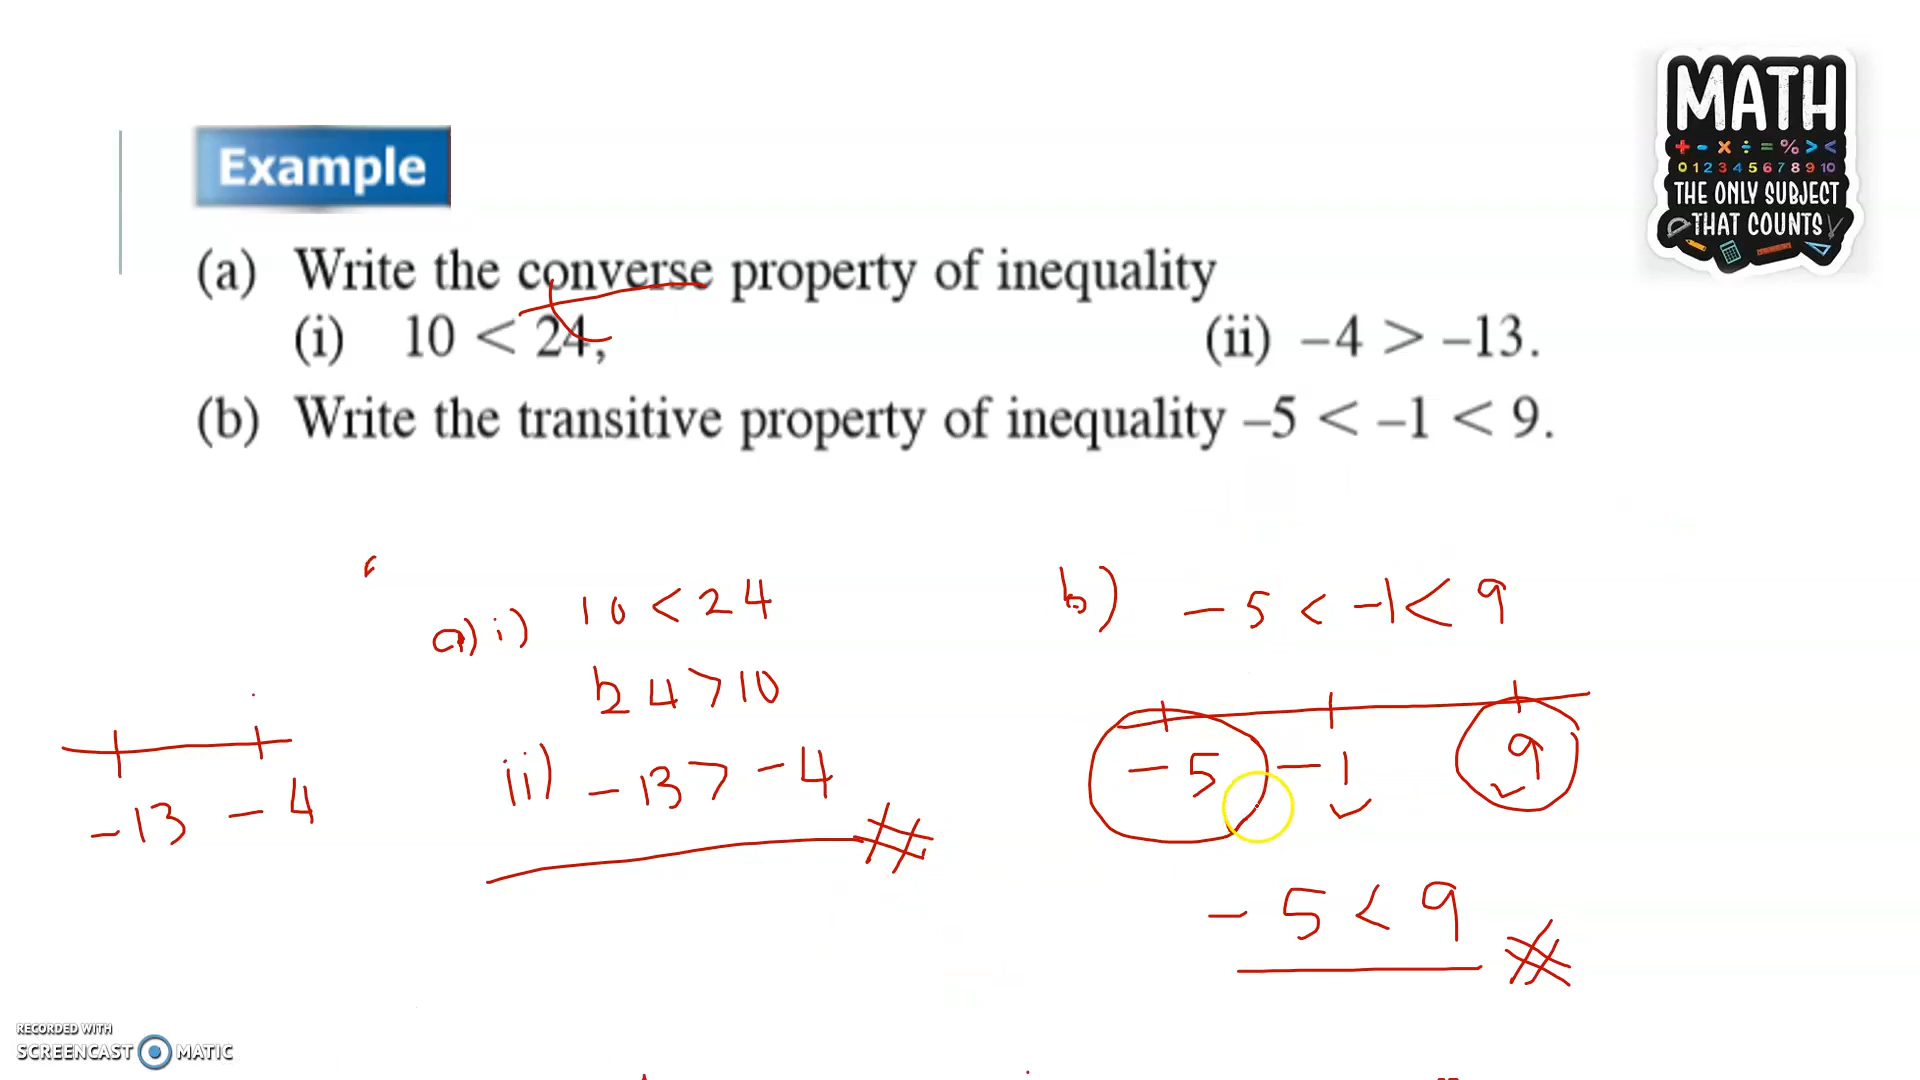 MATH
+ - × ÷ = % > <
0 1 2 3 4 5 6 7 8 9 10
THE ONLY SUBJECT
THAT COUNTS
Example
(a) Write the converse property of inequality
(i) 10 < 24,
(ii) –4 > –13.
(b) Write the transitive property of inequality –5 < –1 < 9.
a) i) 10 < 24
24 > 10
ii) -13 > -4
-13 -4
b) -5 < -1 < 9
-5 -1 9
-5 < 9
RECORDED WITH
SCREENCAST MATIC